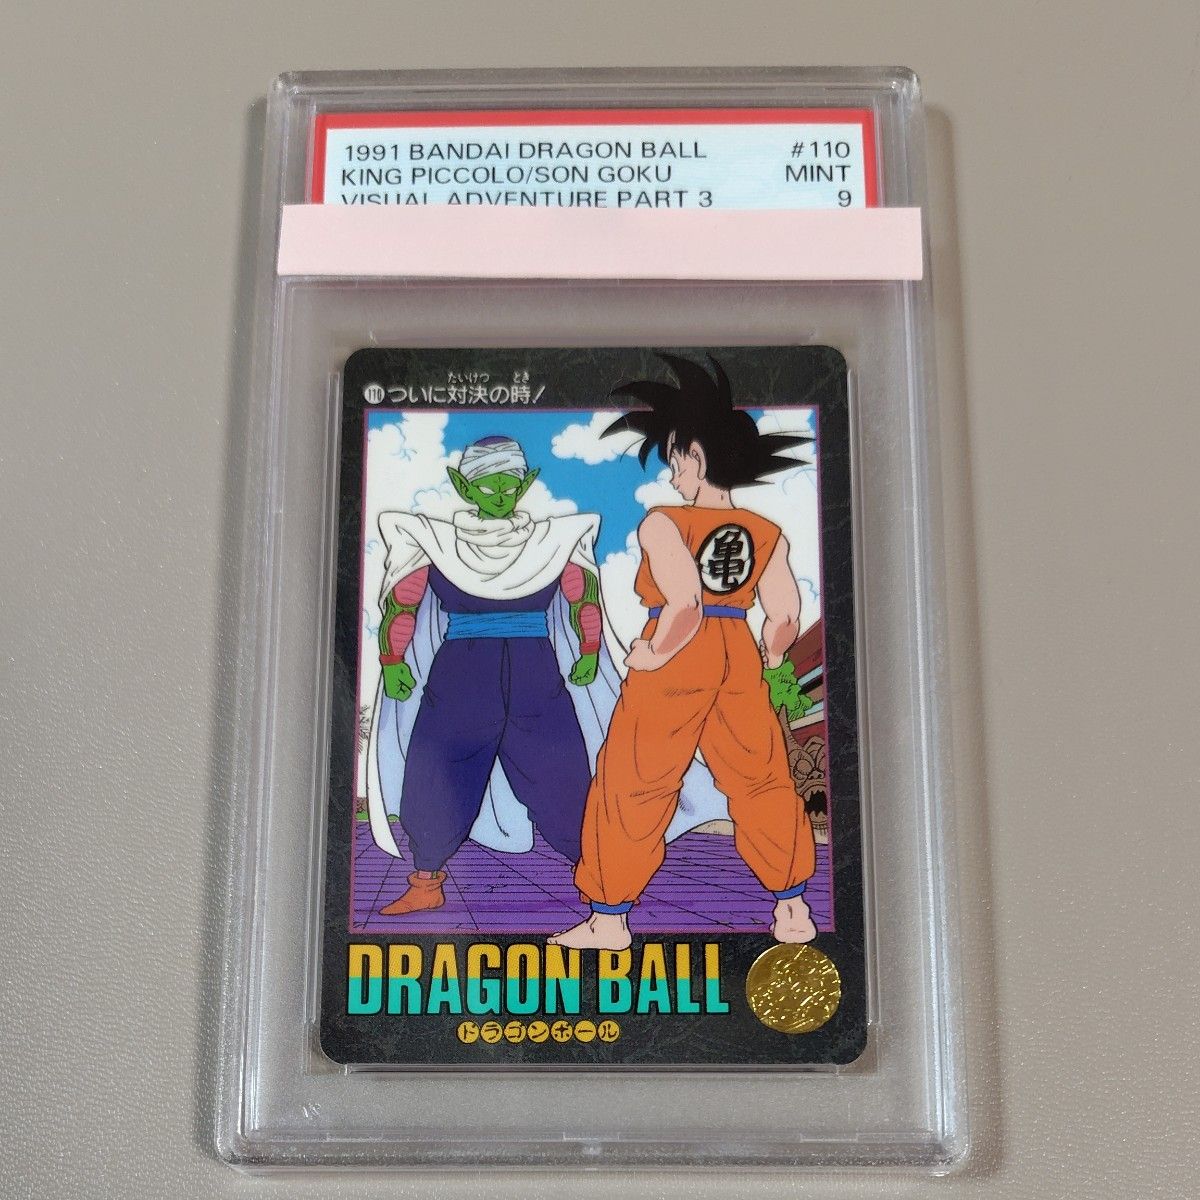 1991 BANDAI DRAGON BALL #110
KING PICCOLO/SON GOKU MINT
VISUAL ADVENTURE PART 3 9
たいけつ とき
110 ついに対決の時!
亀
DRAGON BALL
ドラゴンボール